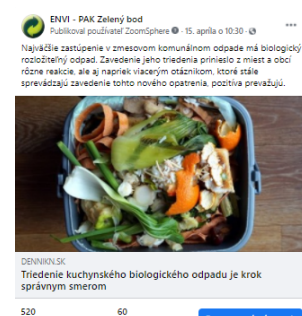 ENVI - PAK Zelený bod
Publikoval používateľ ZoomSphere · 15. apríla o 10:30 ·
Najväčšie zastúpenie v zmesovom komunálnom odpade má biologicky
rozložiteľný odpad. Zavedenie jeho triedenia prinieslo z miest a obcí
rôzne reakcie, ale aj napriek viacerým otáznikom, ktoré stále
sprevádzajú zavedenie tohto nového opatrenia, pozitíva prevažujú.
DENNIKN.SK
Triedenie kuchynského biologického odpadu je krok
správnym smerom
520 60